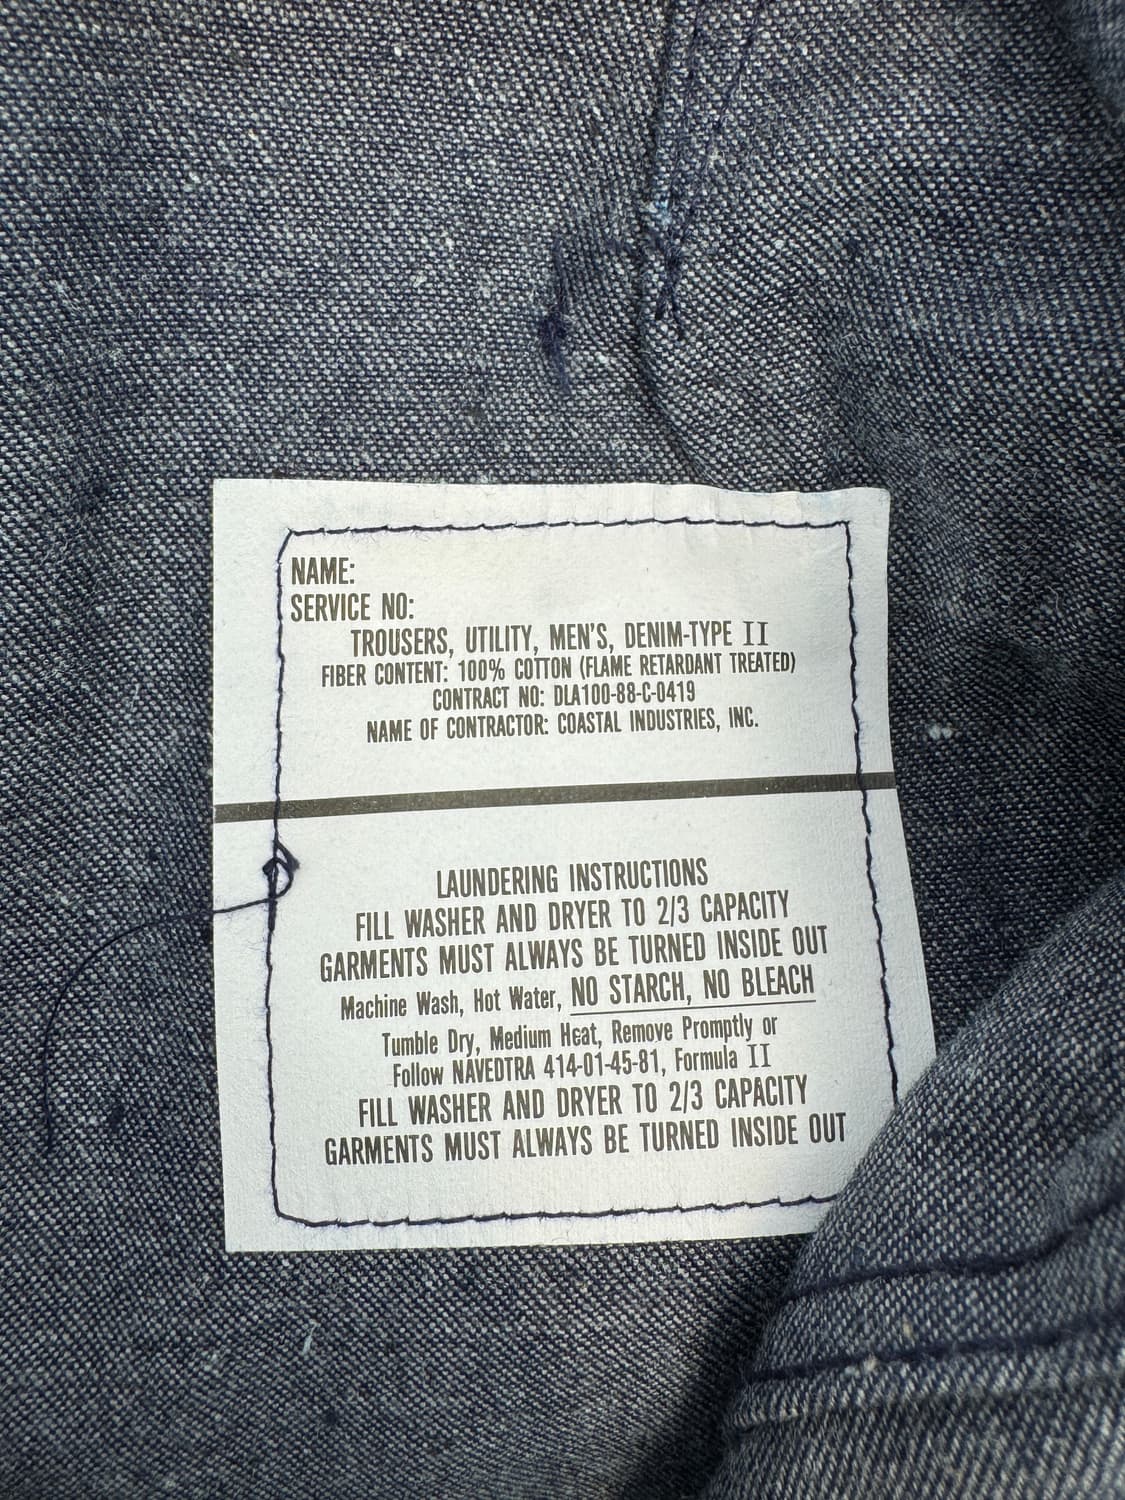 NAME:
SERVICE NO:
TROUSERS, UTILITY, MEN'S, DENIM-TYPE II
FIBER CONTENT: 100% COTTON (FLAME RETARDANT TREATED)
CONTRACT NO: DLA100-88-C-0419
NAME OF CONTRACTOR: COASTAL INDUSTRIES, INC.
LAUNDERING INSTRUCTIONS
FILL WASHER AND DRYER TO 2/3 CAPACITY
GARMENTS MUST ALWAYS BE TURNED INSIDE OUT
Machine Wash, Hot Water, NO STARCH, NO BLEACH
Tumble Dry, Medium Heat, Remove Promptly or
Follow NAVEDTRA 414-01-45-81, Formula II
FILL WASHER AND DRYER TO 2/3 CAPACITY
GARMENTS MUST ALWAYS BE TURNED INSIDE OUT